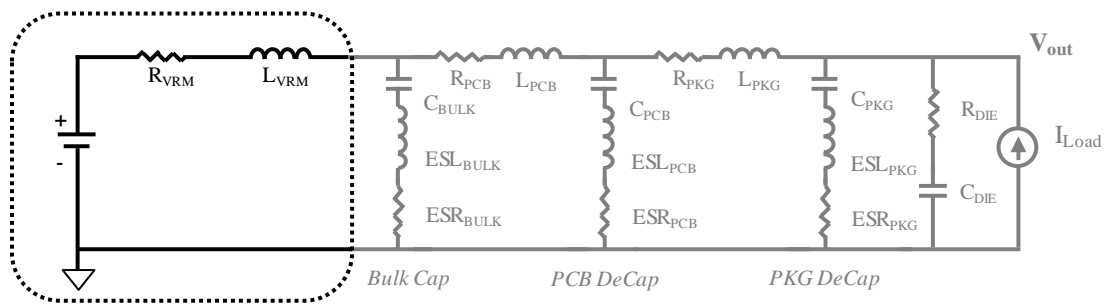 V_out
R_VRM L_VRM R_PCB L_PCB R_PKG L_PKG
C_BULK C_PCB C_PKG R_DIE
+
-
I_Load
ESL_BULK ESL_PCB ESL_PKG
C_DIE
ESR_BULK ESR_PCB ESR_PKG
Bulk Cap PCB DeCap PKG DeCap